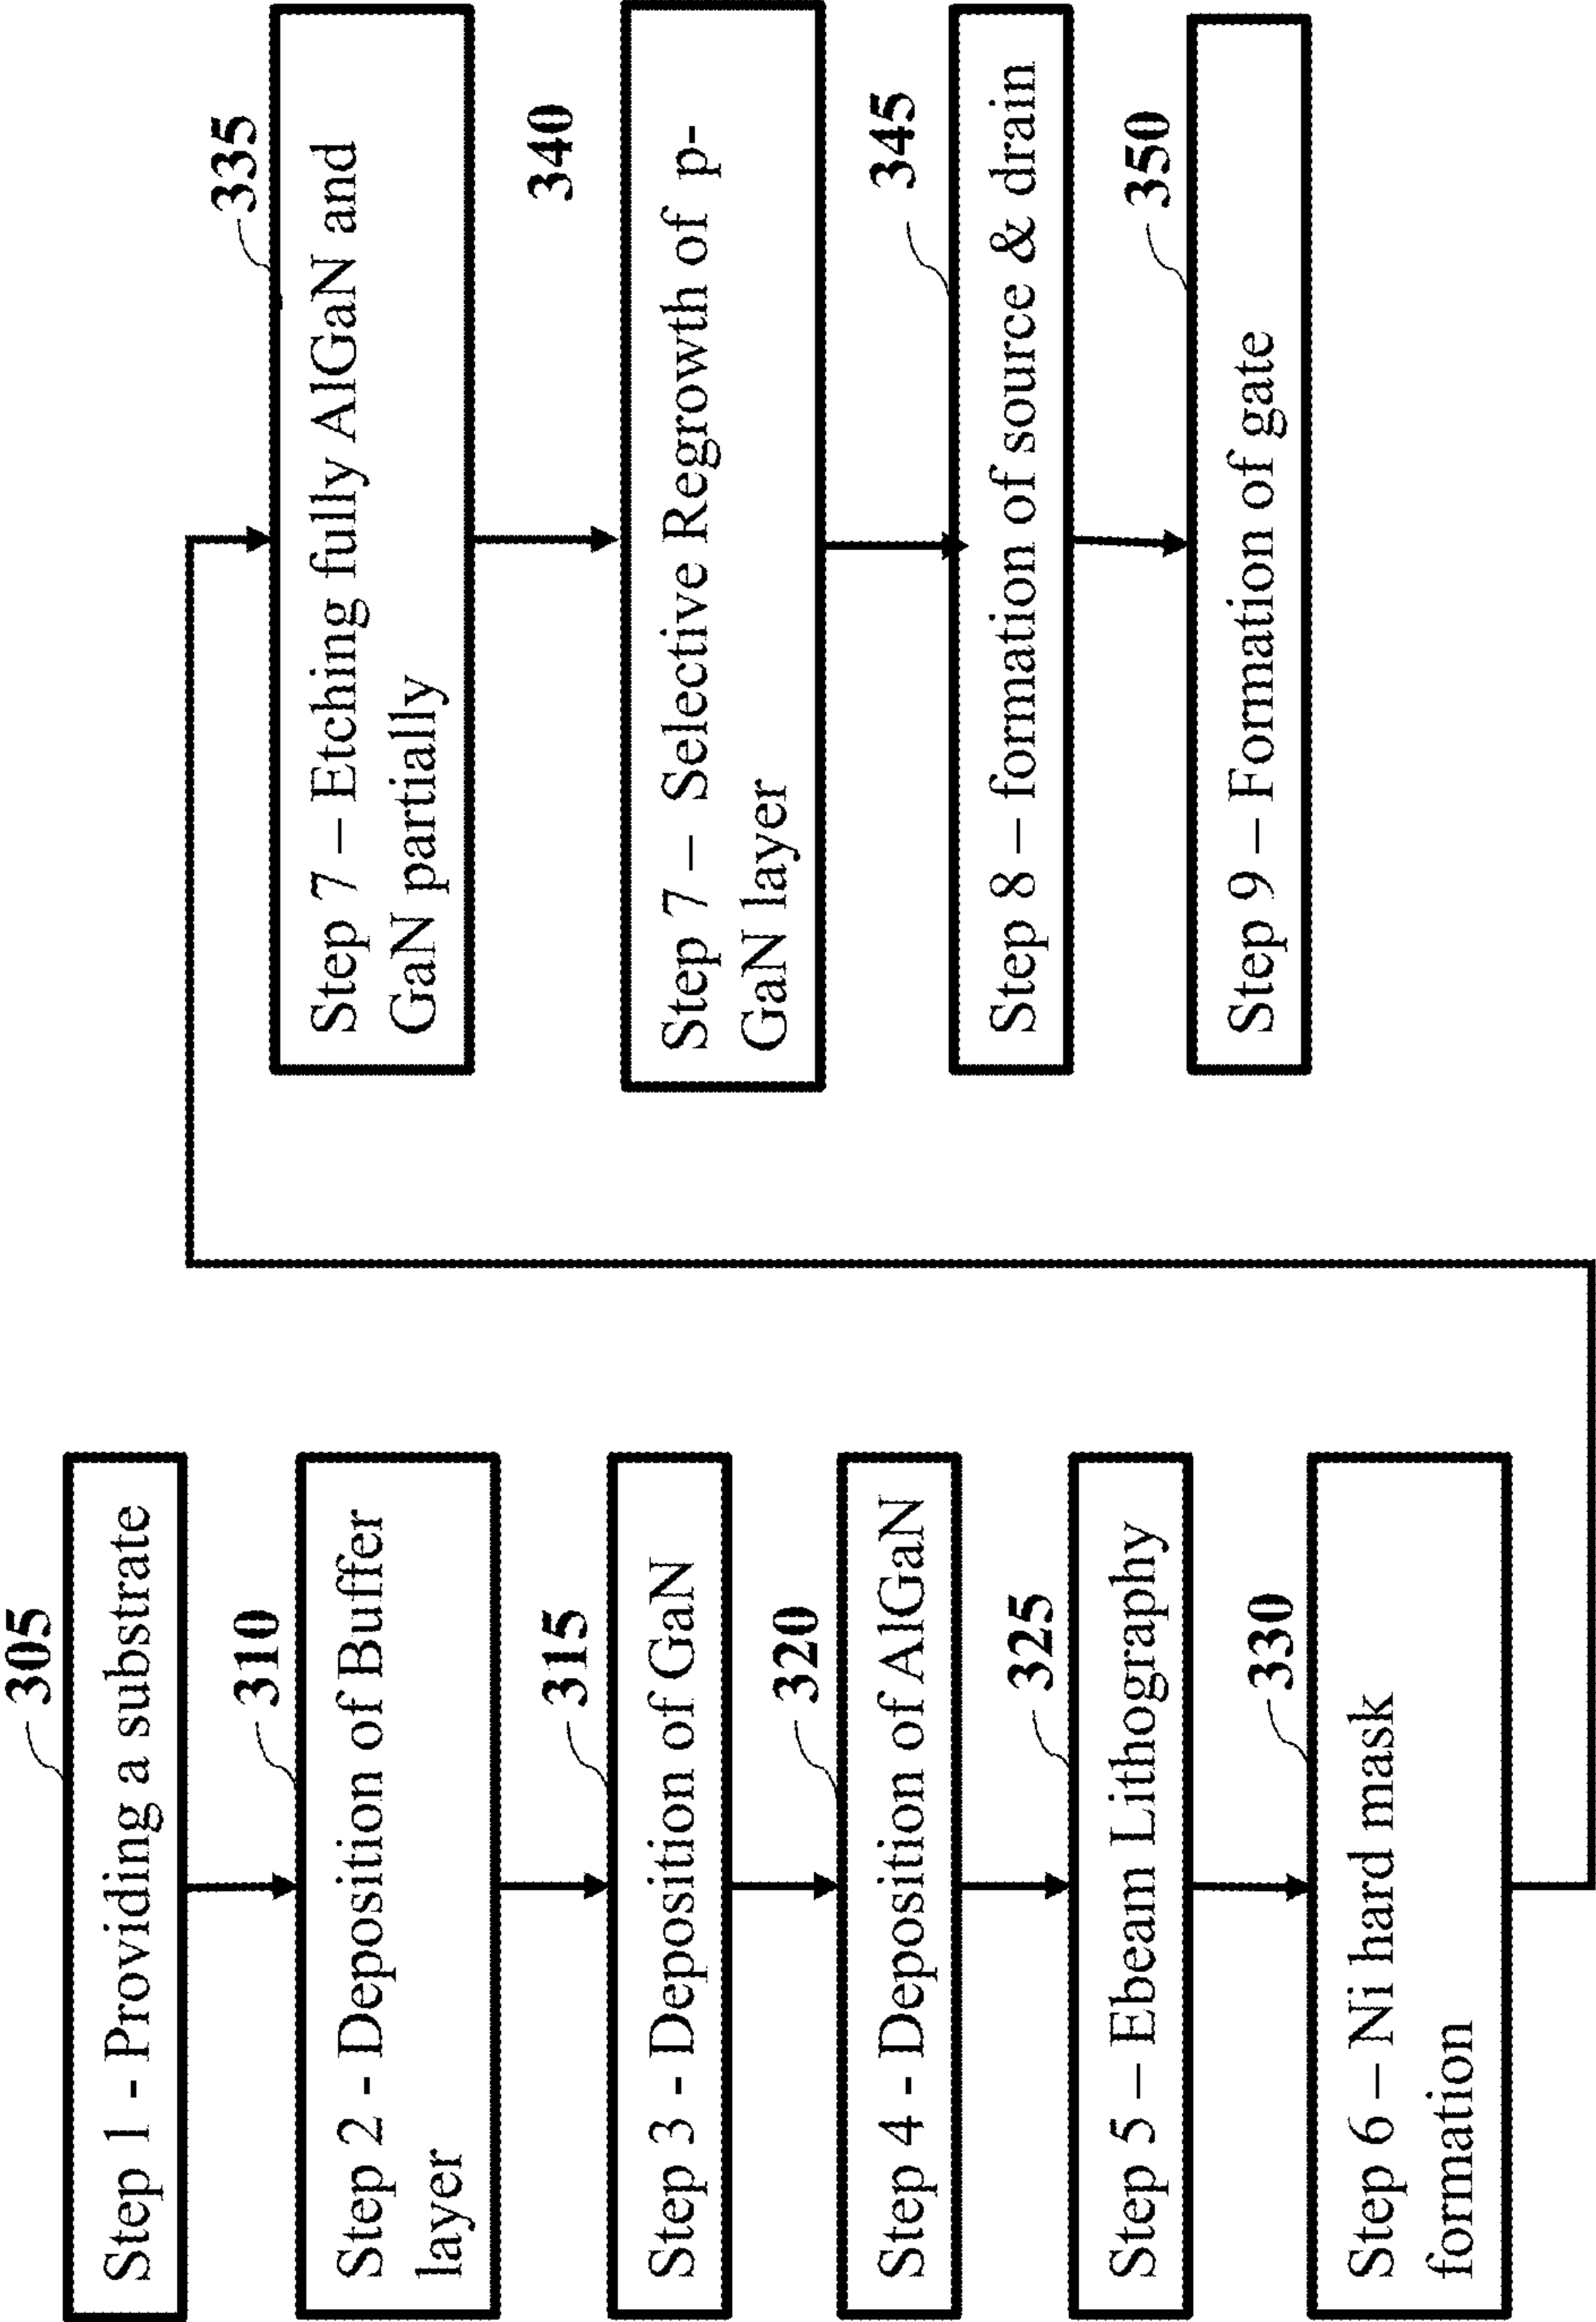 305
Step 1 - Providing a substrate
310
Step 2 - Deposition of Buffer
layer
315
Step 3 - Deposition of GaN
320
Step 4 - Deposition of AlGaN
325
Step 5 – Ebeam Lithography
330
Step 6 – Ni hard mask
formation
335
Step 7 – Etching fully AlGaN and
GaN partially
340
Step 7 – Selective Regrowth of p-
GaN layer
345
Step 8 – formation of source & drain
350
Step 9 – Formation of gate